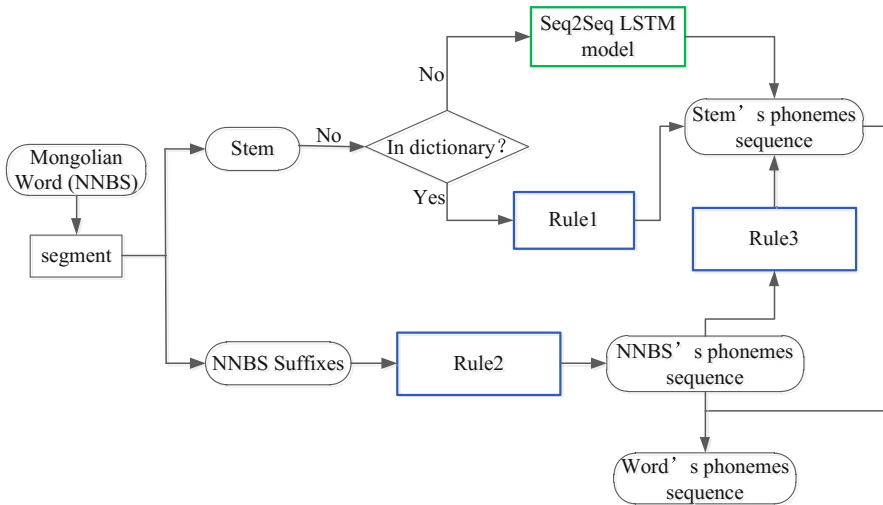 Seq2Seq LSTM
model
No
No
Stem
In dictionary?
Stem's phonemes
sequence
Mongolian
Word (NNBS)
Yes
Rule1
Rule3
segment
NNBS Suffixes
Rule2
NNBS's phonemes
sequence
Word's phonemes
sequence